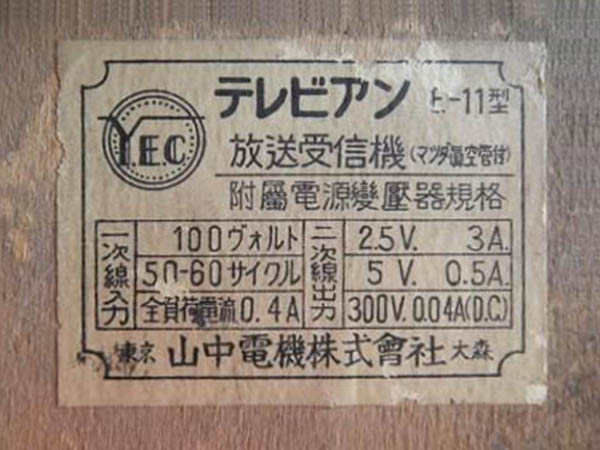 Y.E.C
テレビアン E-11型
放送受信機(マツダ眞空管付)
附屬電源變壓器規格
一次線入力
100ヴォルト
50-60サイクル
全負荷電流 0.4A
二次線出力
2.5V. 3A.
5V. 0.5A.
300V. 0.04A(D.C.)
東京 山中電機株式會社 大森